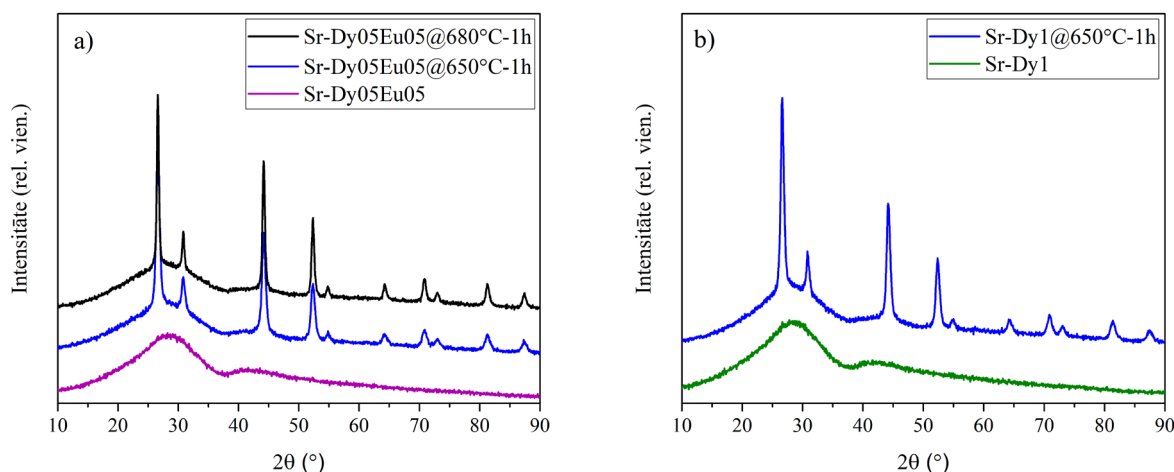 a)
Sr-Dy05Eu05@680°C-1h
Sr-Dy05Eu05@650°C-1h
Sr-Dy05Eu05
Intensitāte (rel. vien.)
10 20 30 40 50 60 70 80 90
2θ (°)
b)
Sr-Dy1@650°C-1h
Sr-Dy1
Intensitāte (rel. vien.)
10 20 30 40 50 60 70 80 90
2θ (°)